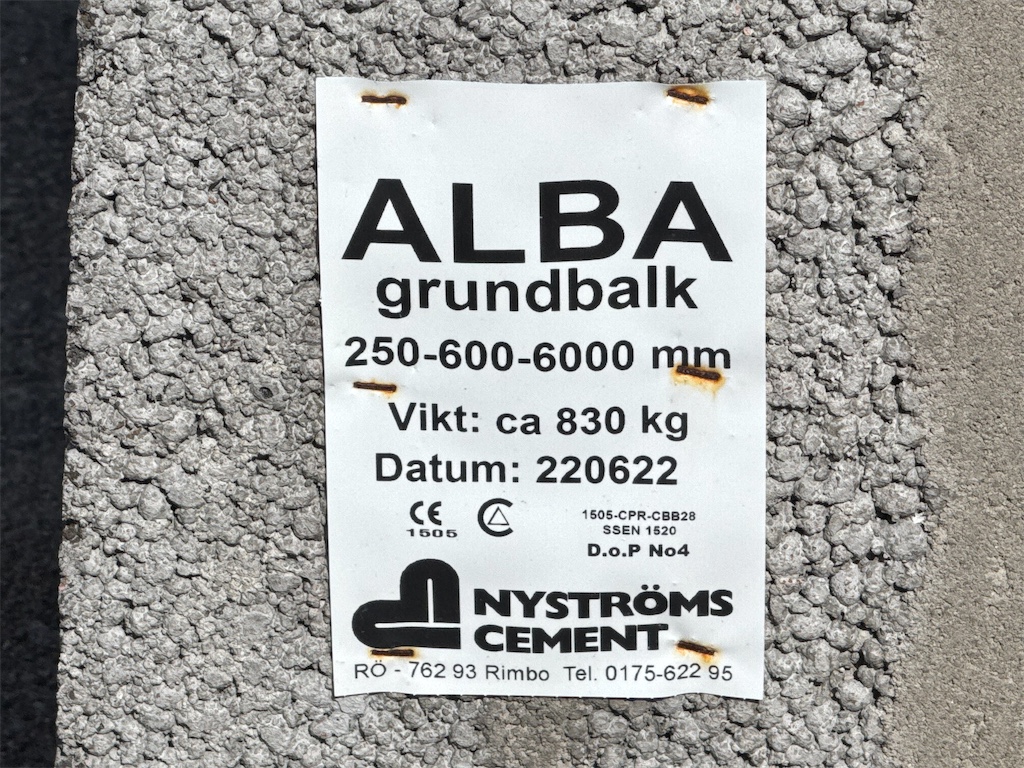 ALBA
grundbalk
250-600-6000 mm
Vikt: ca 830 kg
Datum: 220622
CE
1505
1505-CPR-CBB28
SSEN 1520
D.o.P No4
NYSTRÖMS
CEMENT
RÖ - 762 93 Rimbo Tel. 0175-622 95